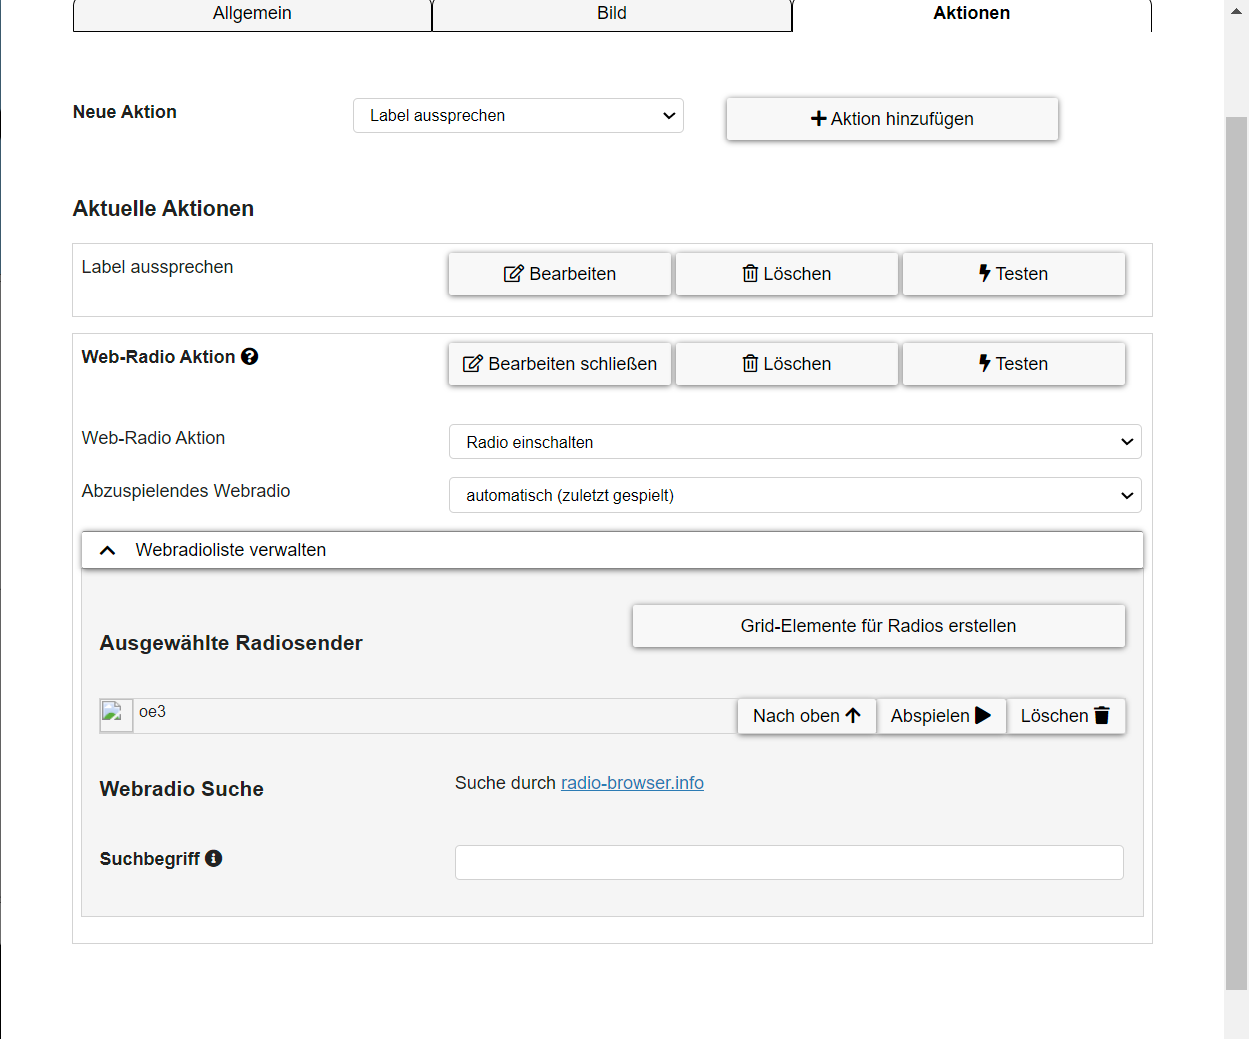 Allgemein Bild Aktionen
Neue Aktion Label aussprechen Aktion hinzufügen
Aktuelle Aktionen
Label aussprechen Bearbeiten Löschen Testen
Web-Radio Aktion Bearbeiten schließen Löschen Testen
Web-Radio Aktion Radio einschalten
Abzuspielendes Webradio automatisch (zuletzt gespielt)
Webradioliste verwalten
Ausgewählte Radiosender Grid-Elemente für Radios erstellen
oe3 Nach oben Abspielen Löschen
Webradio Suche Suche durch radio-browser.info
Suchbegriff